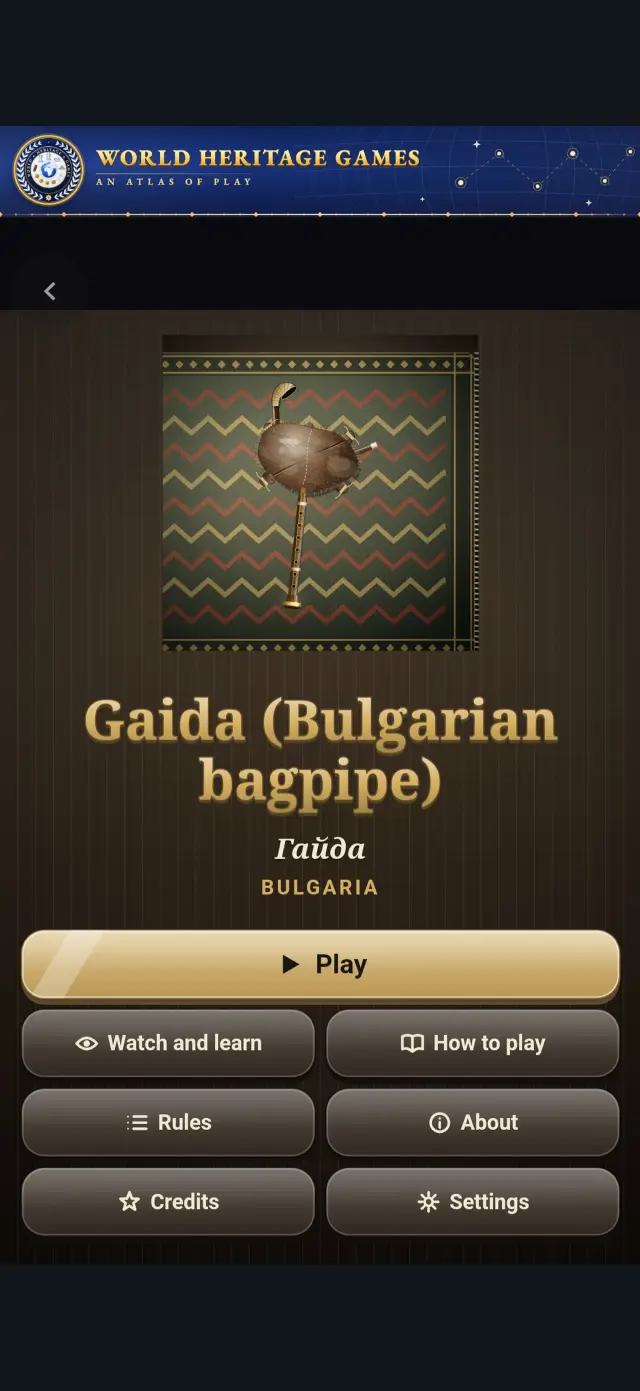 WORLD HERITAGE GAMES
AN ATLAS OF PLAY
Gaida (Bulgarian
bagpipe)
Гайда
BULGARIA
Play
Watch and learn
How to play
Rules
About
Credits
Settings